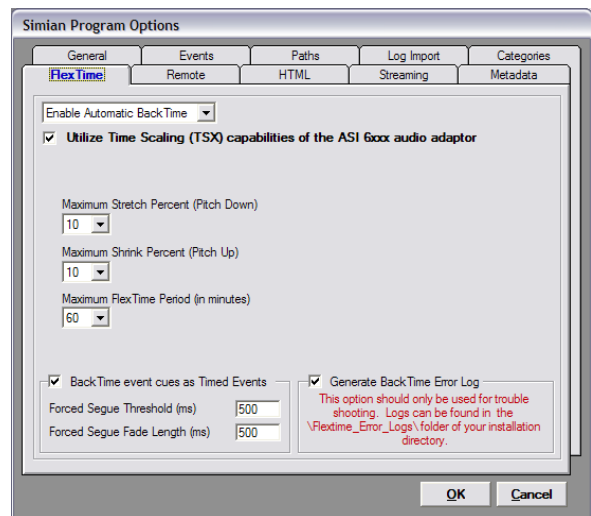 Simian Program Options
General Events Paths Log Import Categories
FlexTime Remote HTML Streaming Metadata
Enable Automatic BackTime
Utilize Time Scaling (TSX) capabilities of the ASI 6xxx audio adaptor
Maximum Stretch Percent (Pitch Down)
10
Maximum Shrink Percent (Pitch Up)
10
Maximum FlexTime Period (in minutes)
60
BackTime event cues as Timed Events
Forced Segue Threshold (ms) 500
Forced Segue Fade Length (ms) 500
Generate BackTime Error Log
This option should only be used for trouble
shooting. Logs can be found in the
\Flextime_Error_Logs\ folder of your installation
directory.
OK Cancel